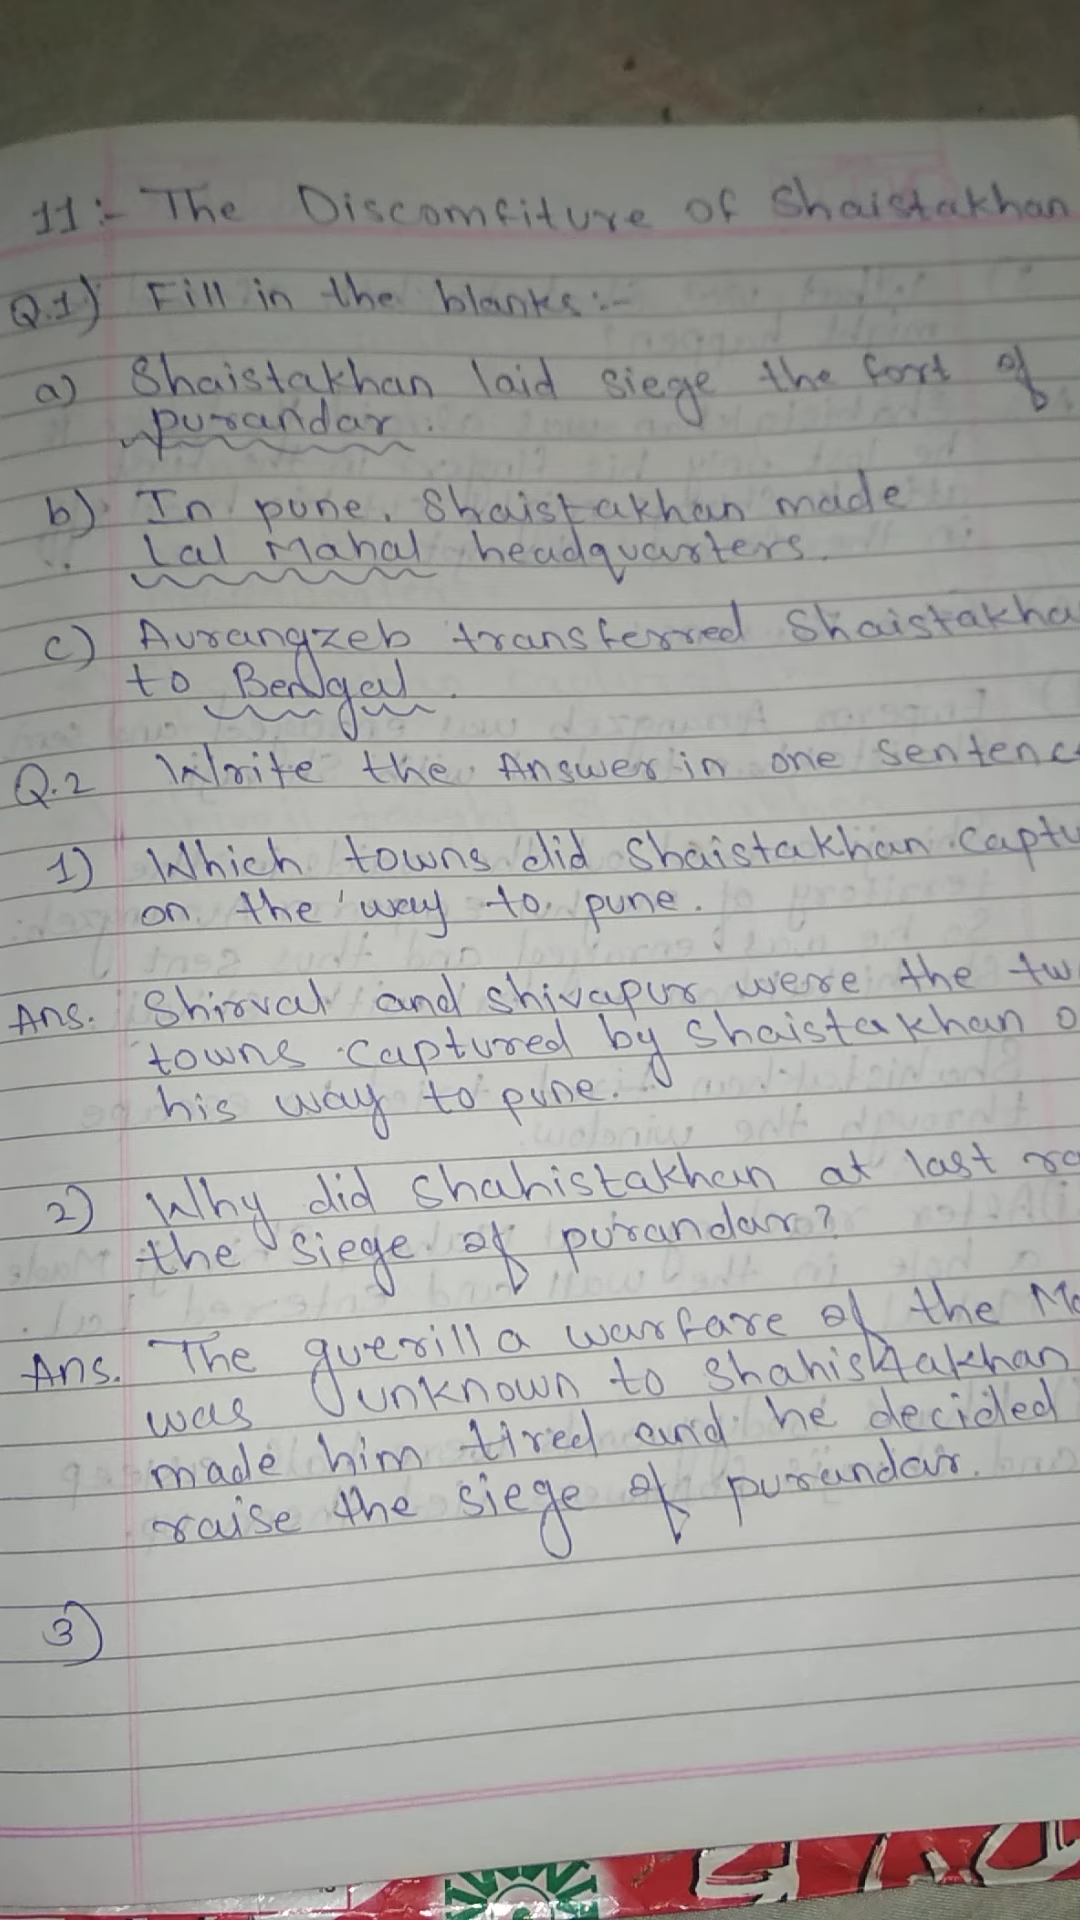 11:- The Discomfiture of Shaistakhan
Q.1) Fill in the blanks:-
a) Shaistakhan laid siege the fort of
purandar.
b) In pune, Shaistakhan made
Lal Mahal headquarters.
c) Aurangzeb transferred Shaistakha
to Bengal.
Q.2 Write the Answer in one sentenc
1) Which towns did Shaistakhan captu
on the way to pune.
Ans. Shirval and shivapur were the tw
towns captured by Shaistakhan o
his way to pune.
2) Why did Shahistakhan at last ra
the siege of purandar?
Ans. The guerilla warfare of the Ma
was unknown to Shahistakhan
made him tired and he decided
raise the siege of purandar.
3)